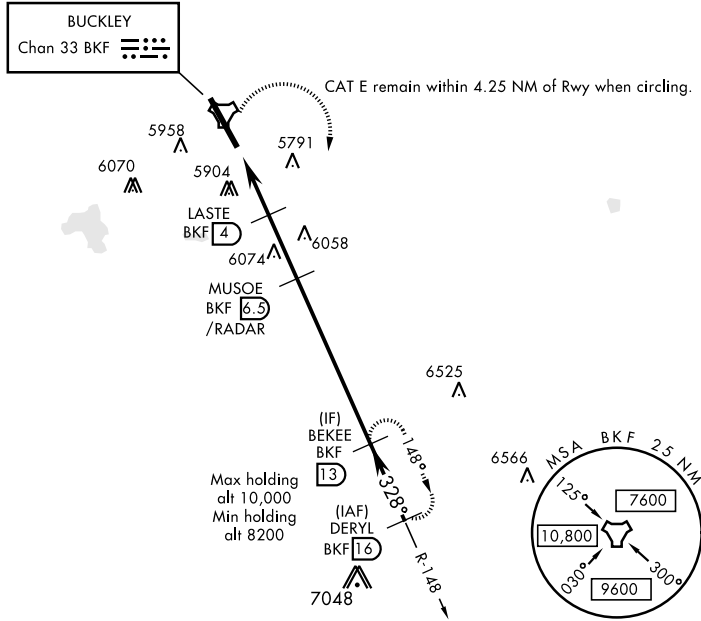 BUCKLEY
Chan 33 BKF
CAT E remain within 4.25 NM of Rwy when circling.
5958
5791
6070
5904
LASTE
BKF 4
6058
6074
MUSOE
BKF 6.5
/RADAR
6525
(IF)
BEKEE
BKF
13
148°
6566
MSA BKF 25 NM
125°
7600
10,800
030°
300°
9600
Max holding
alt 10,000
Min holding
alt 8200
328°
(IAF)
DERYL
BKF 16
R-148
7048